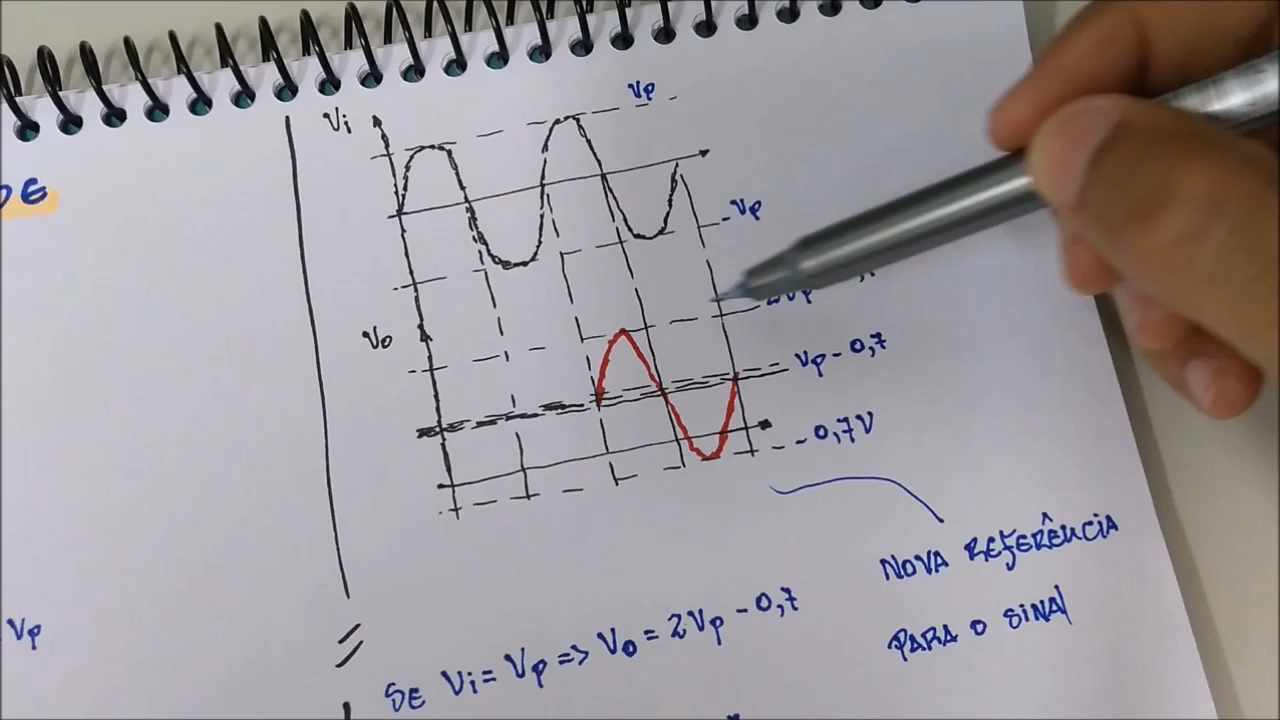 DE
Vi
Vp
-Vp
Vo
Vp - 0,7
- 0,7V
NOVA REFERÊNCIA
PARA O SINAl
Vp
SE Vi = Vp => Vo = 2Vp - 0,7